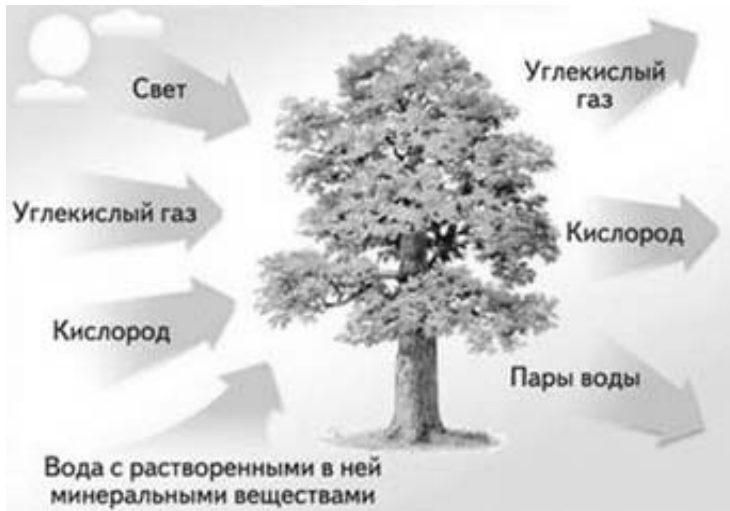 Свет
Углекислый газ
Кислород
Вода с растворенными в ней
минеральными веществами
Углекислый
газ
Кислород
Пары воды